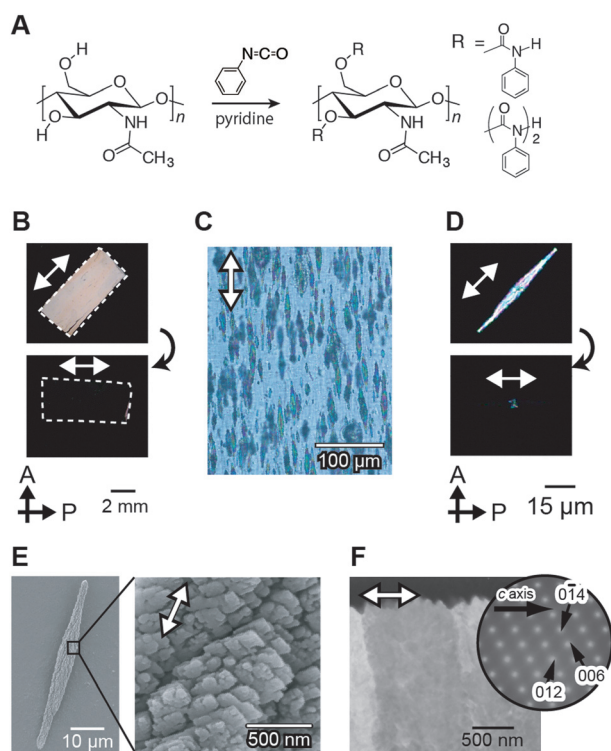 A
H
O
O
O
O
n
H
O
NH
O
CH3
N=C=O
pyridine
R
O
O
O
O
n
R
O
NH
O
CH3
R =
O
N
H
( O
N ) H
2
B
C
D
A
P
2 mm
100 µm
A
P
15 µm
E
F
10 µm
500 nm
c axis
01̄4
006
012
500 nm